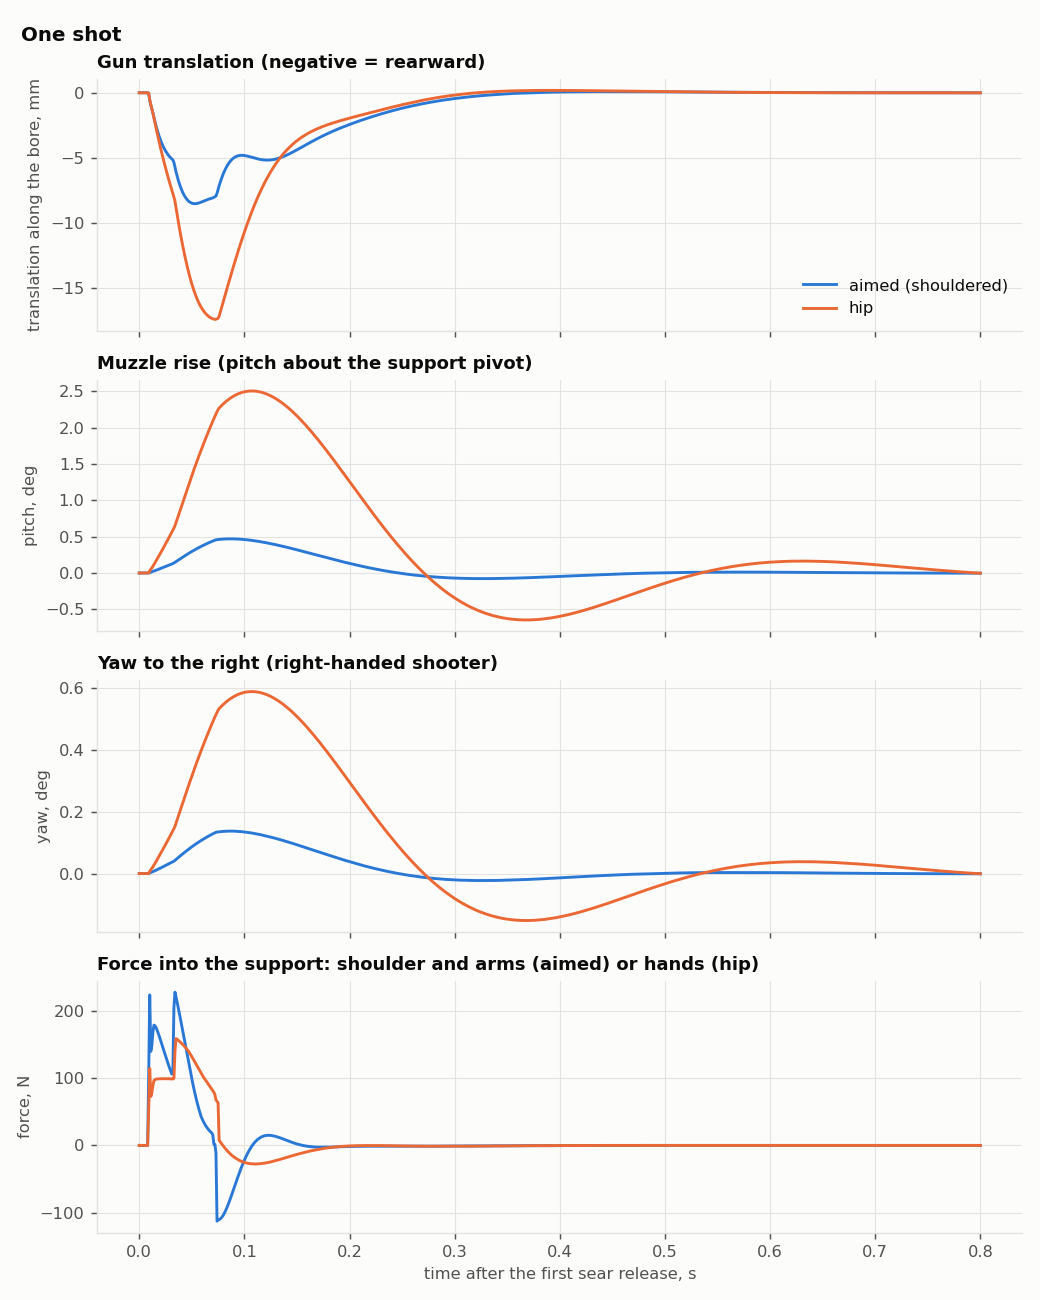 One shot
Gun translation (negative = rearward)
translation along the bore, mm
0
−5
−10
−15
aimed (shouldered)
hip
Muzzle rise (pitch about the support pivot)
pitch, deg
2.5
2.0
1.5
1.0
0.5
0.0
−0.5
Yaw to the right (right-handed shooter)
yaw, deg
0.6
0.4
0.2
0.0
Force into the support: shoulder and arms (aimed) or hands (hip)
force, N
200
100
0
−100
0.0 0.1 0.2 0.3 0.4 0.5 0.6 0.7 0.8
time after the first sear release, s